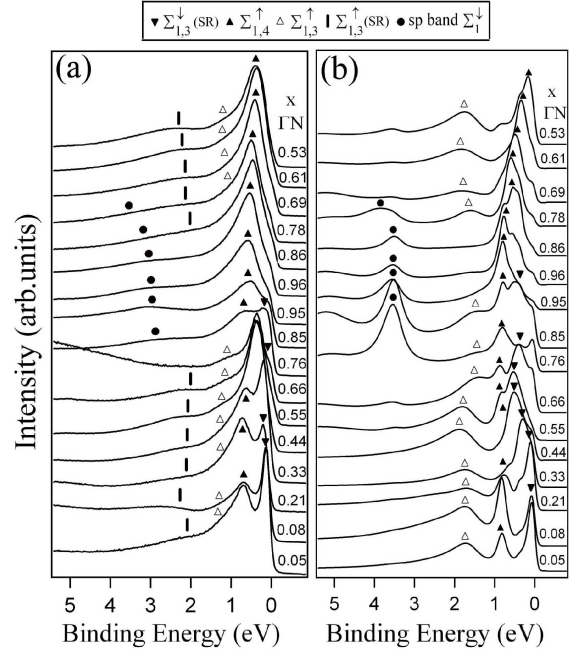 ▼ Σ↓1,3 (SR) ▲ Σ↑1,4 △ Σ↑1,3 ❙ Σ↑1,3 (SR) ● sp band Σ↓1
(a)
x
ΓN
0.53
0.61
0.69
0.78
0.86
0.96
0.95
0.85
0.76
0.66
0.55
0.44
0.33
0.21
0.08
0.05
5 4 3 2 1 0
Binding Energy (eV)
(b)
x
ΓN
0.53
0.61
0.69
0.78
0.86
0.96
0.95
0.85
0.76
0.66
0.55
0.44
0.33
0.21
0.08
0.05
5 4 3 2 1 0
Binding Energy (eV)
Intensity (arb.units)